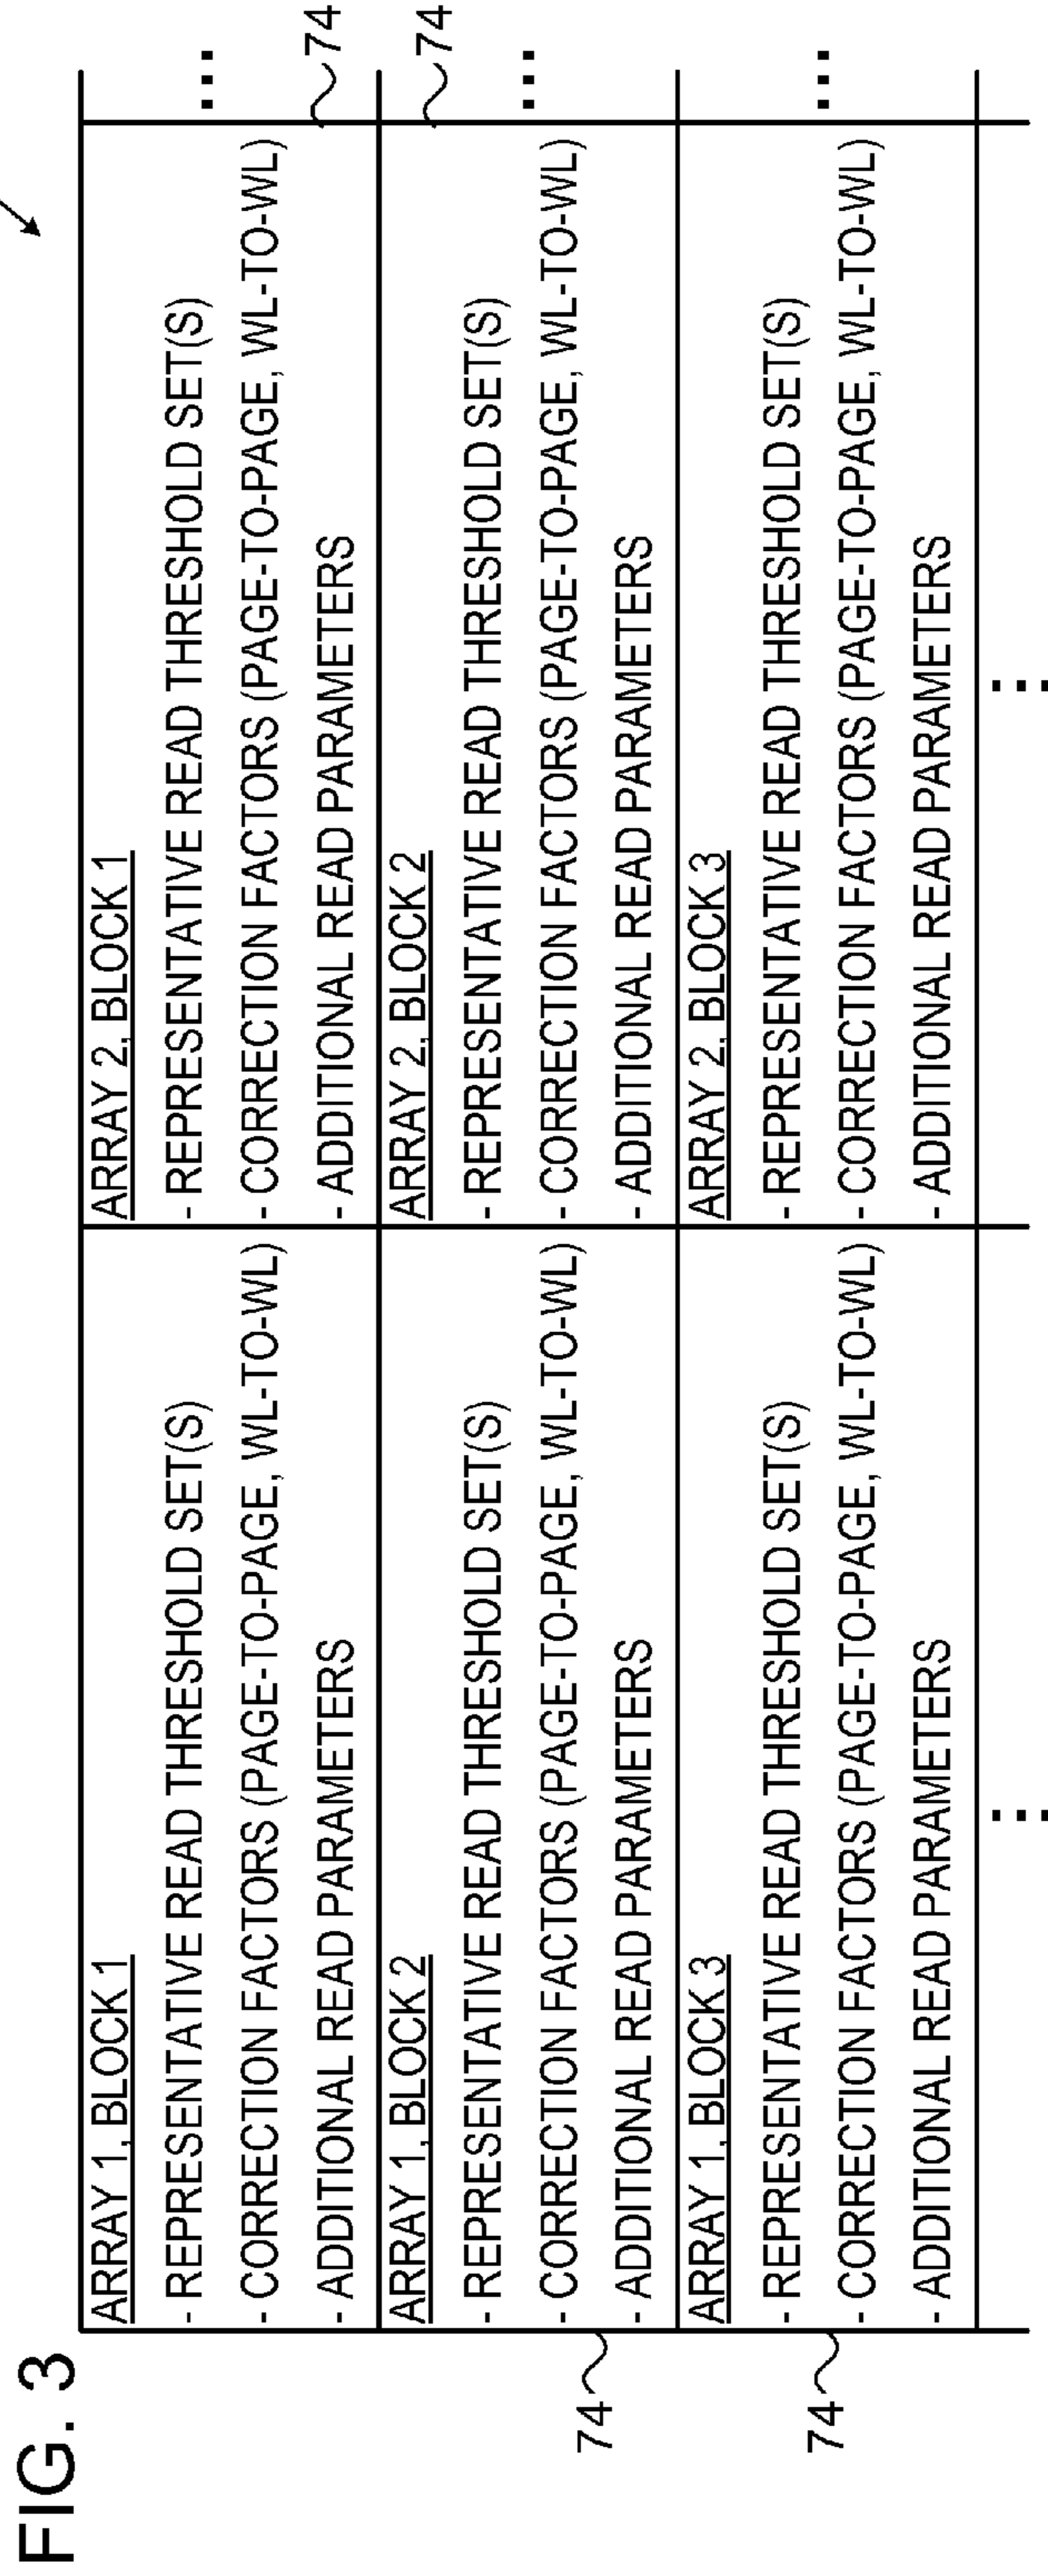 FIG. 3
ARRAY 1, BLOCK 1
- REPRESENTATIVE READ THRESHOLD SET(S)
- CORRECTION FACTORS (PAGE-TO-PAGE, WL-TO-WL)
- ADDITIONAL READ PARAMETERS
ARRAY 2, BLOCK 1
- REPRESENTATIVE READ THRESHOLD SET(S)
- CORRECTION FACTORS (PAGE-TO-PAGE, WL-TO-WL)
- ADDITIONAL READ PARAMETERS
...
74
ARRAY 1, BLOCK 2
- REPRESENTATIVE READ THRESHOLD SET(S)
- CORRECTION FACTORS (PAGE-TO-PAGE, WL-TO-WL)
- ADDITIONAL READ PARAMETERS
74
ARRAY 2, BLOCK 2
- REPRESENTATIVE READ THRESHOLD SET(S)
- CORRECTION FACTORS (PAGE-TO-PAGE, WL-TO-WL)
- ADDITIONAL READ PARAMETERS
74
...
ARRAY 1, BLOCK 3
- REPRESENTATIVE READ THRESHOLD SET(S)
- CORRECTION FACTORS (PAGE-TO-PAGE, WL-TO-WL)
- ADDITIONAL READ PARAMETERS
74
ARRAY 2, BLOCK 3
- REPRESENTATIVE READ THRESHOLD SET(S)
- CORRECTION FACTORS (PAGE-TO-PAGE, WL-TO-WL)
- ADDITIONAL READ PARAMETERS
...
...
...